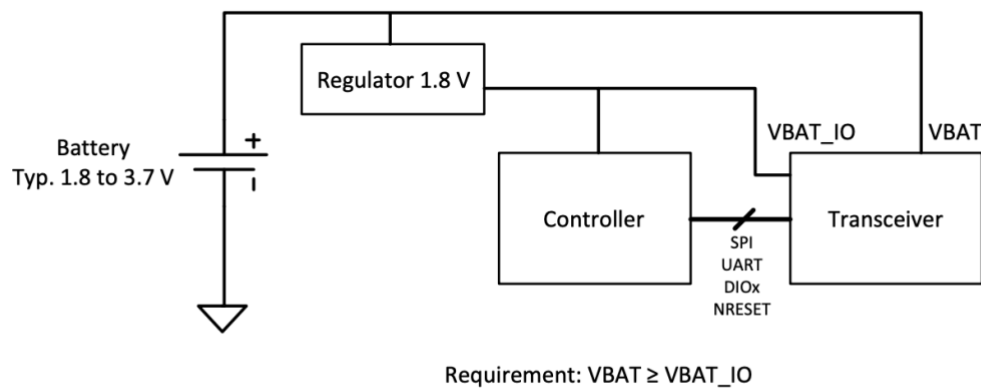 Regulator 1.8 V
Battery
Typ. 1.8 to 3.7 V
+
VBAT_IO
VBAT
Controller
Transceiver
SPI
UART
DIOx
NRESET
Requirement: VBAT ≥ VBAT_IO